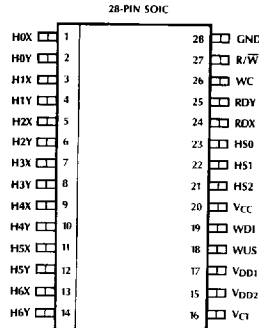 28-PIN SOIC
H0X 1 28 GND
H0Y 2 27 R/W̅
H1X 3 26 WC
H1Y 4 25 RDY
H2X 5 24 RDX
H2Y 6 23 HS0
H3X 7 22 HS1
H3Y 8 21 HS2
H4X 9 20 VCC
H4Y 10 19 WDI
H5X 11 18 WUS
H5Y 12 17 VDD1
H6X 13 15 VDD2
H6Y 14 16 VCT